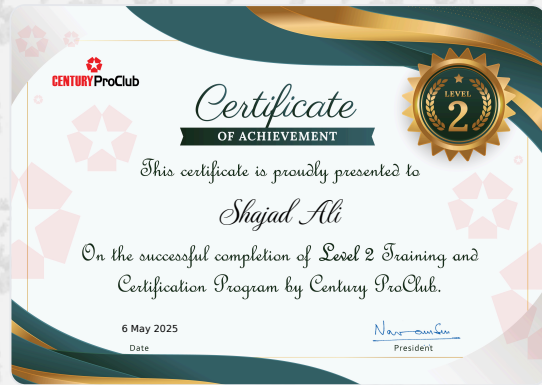 CENTURY ProClub
LEVEL
2
Certificate
OF ACHIEVEMENT
This certificate is proudly presented to
Shajad Ali
On the successful completion of Level 2 Training and
Certification Program by Century ProClub.
6 May 2025
Date
President